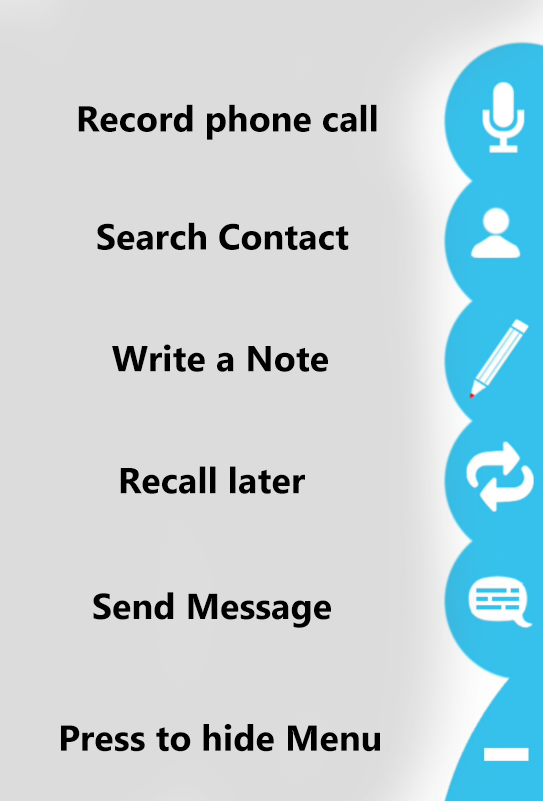 Record phone call
Search Contact
Write a Note
Recall later
Send Message
Press to hide Menu